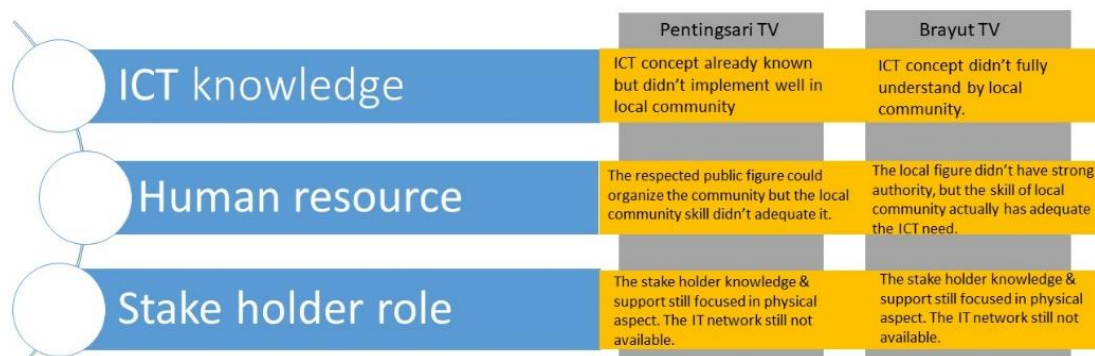 Pentingsari TV
Brayut TV
ICT knowledge
ICT concept already known
but didn't implement well in
local community
ICT concept didn't fully
understand by local
community.
Human resource
The respected public figure could
organize the community but the local
community skill didn't adequate it.
The local figure didn't have strong
authority, but the skill of local
community actually has adequate
the ICT need.
Stake holder role
The stake holder knowledge &
support still focused in physical
aspect. The IT network still not
available.
The stake holder knowledge &
support still focused in physical
aspect. The IT network still not
available.